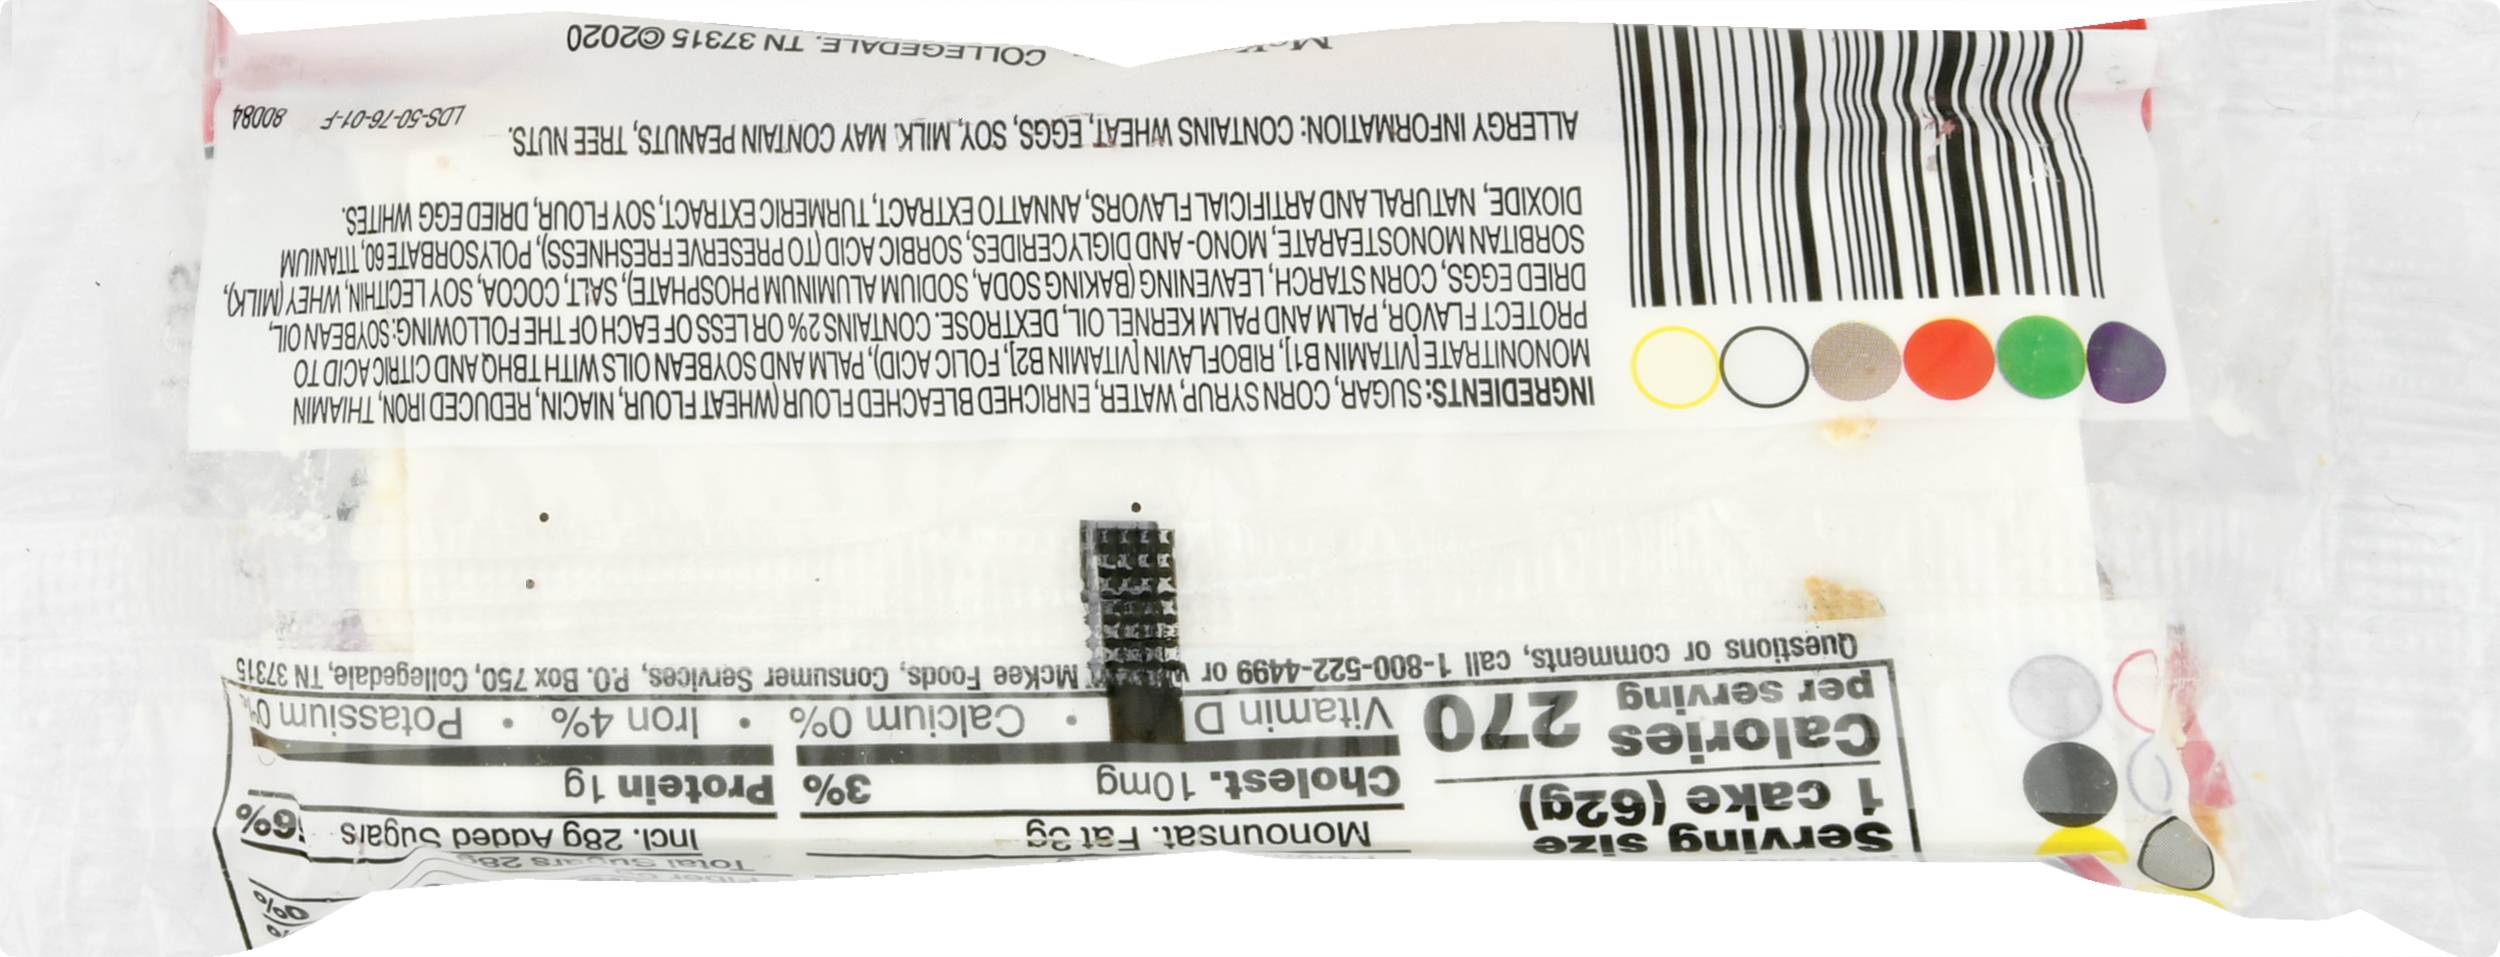 Fiber 0g
Total Sugars 28g
Monounsat. Fat 3g
Incl. 28g Added Sugars
Serving size
1 cake (62g)
Cholest. 10mg 3%
Protein 1g
Calories 270
per serving
Vitamin D • Calcium 0% • Iron 4% • Potassium 0%
Questions or comments, call 1-800-522-4499 or McKee Foods, Consumer Services, P.O. Box 750, Collegedale, TN 37315
INGREDIENTS: SUGAR, CORN SYRUP, WATER, ENRICHED BLEACHED FLOUR (WHEAT FLOUR, NIACIN, REDUCED IRON, THIAMIN
MONONITRATE [VITAMIN B1], RIBOFLAVIN [VITAMIN B2], FOLIC ACID), PALM AND SOYBEAN OILS WITH TBHQ AND CITRIC ACID TO
PROTECT FLAVOR, PALM AND PALM KERNEL OIL, DEXTROSE. CONTAINS 2% OR LESS OF EACH OF THE FOLLOWING: SOYBEAN OIL,
DRIED EGGS, CORN STARCH, LEAVENING (BAKING SODA, SODIUM ALUMINUM PHOSPHATE), SALT, COCOA, SOY LECITHIN, WHEY (MILK),
SORBITAN MONOSTEARATE, MONO- AND DIGLYCERIDES, SORBIC ACID (TO PRESERVE FRESHNESS), POLYSORBATE 60, TITANIUM
DIOXIDE, NATURAL AND ARTIFICIAL FLAVORS, ANNATTO EXTRACT, TURMERIC EXTRACT, SOY FLOUR, DRIED EGG WHITES.
ALLERGY INFORMATION: CONTAINS WHEAT, EGGS, SOY, MILK. MAY CONTAIN PEANUTS, TREE NUTS.
LDS-50-76-01-F 80084
COLLEGEDALE, TN 37315 ©2020